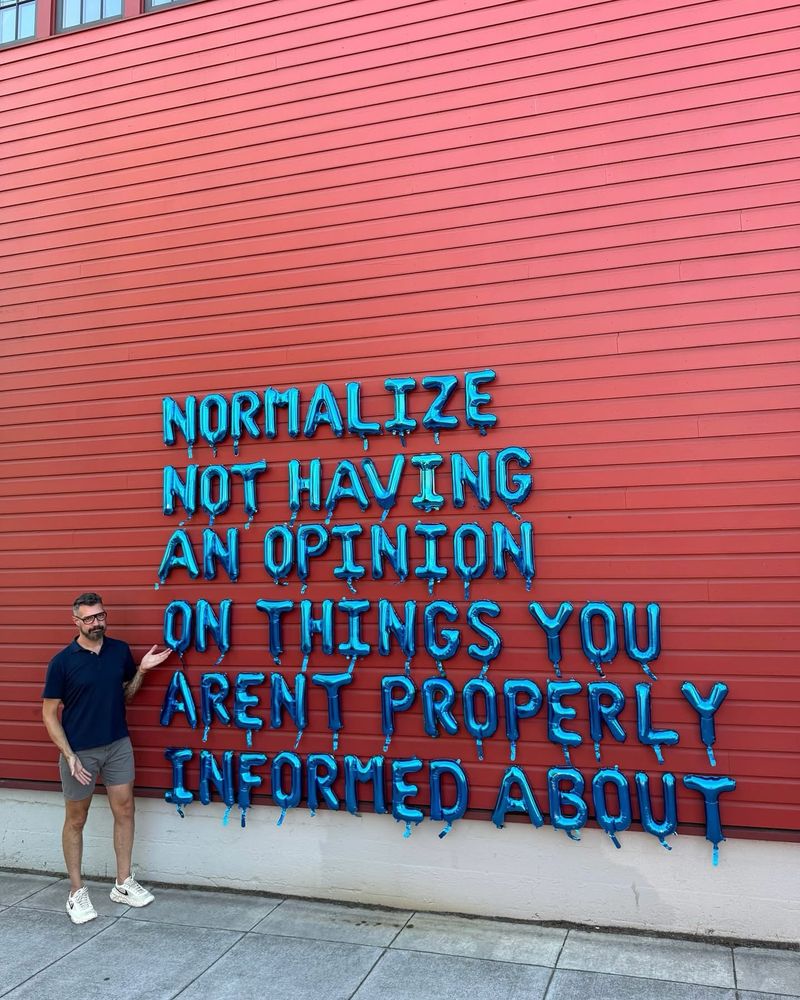 NORMALIZE
NOT HAVING
AN OPINION
ON THINGS YOU
ARENT PROPERLY
INFORMED ABOUT